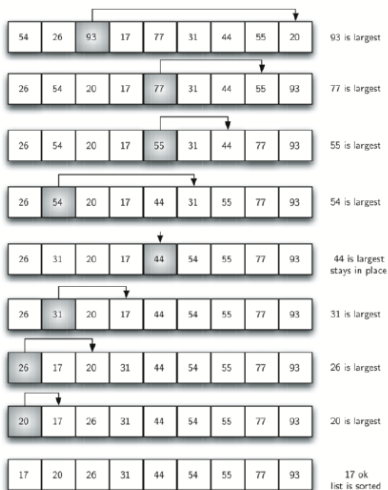 54 26 93 17 77 31 44 55 20 93 is largest
26 54 20 17 77 31 44 55 93 77 is largest
26 54 20 17 55 31 44 77 93 55 is largest
26 54 20 17 44 31 55 77 93 54 is largest
26 31 20 17 44 54 55 77 93 44 is largest
stays in place
26 31 20 17 44 54 55 77 93 31 is largest
26 17 20 31 44 54 55 77 93 26 is largest
20 17 26 31 44 54 55 77 93 20 is largest
17 20 26 31 44 54 55 77 93 17 ok
list is sorted